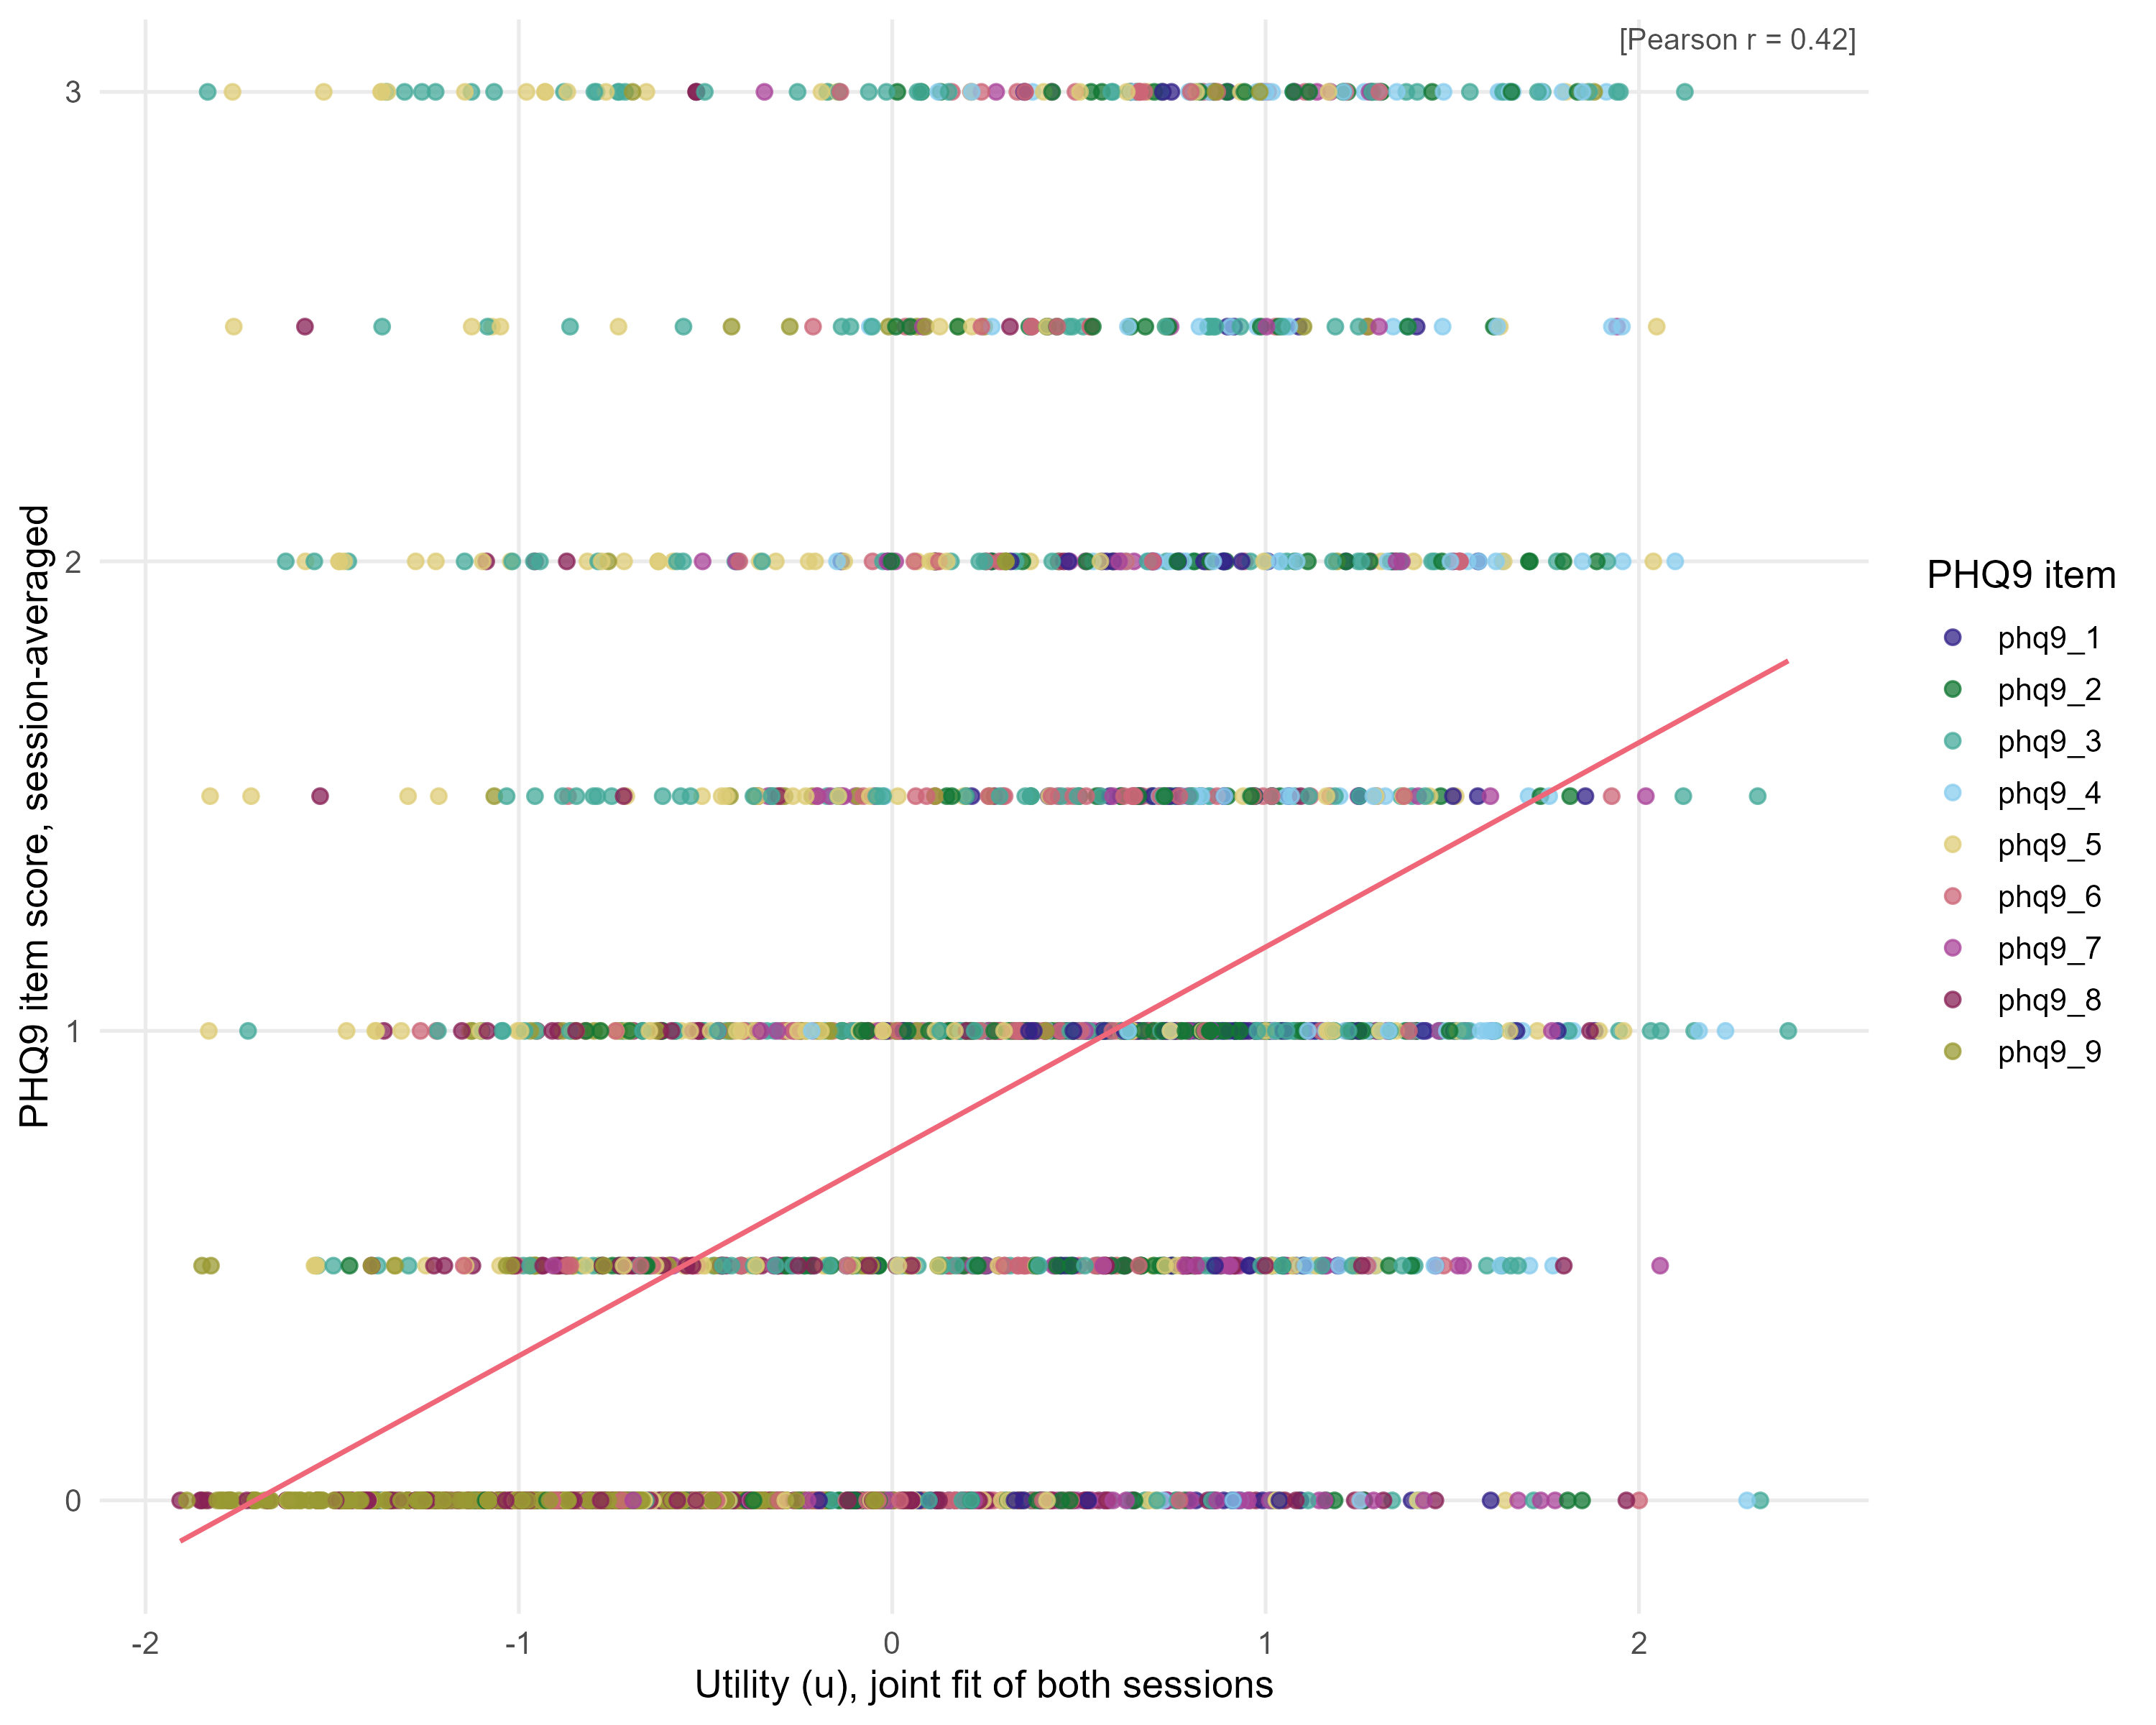 [Pearson r = 0.42]
3
2
1
0
PHQ9 item score, session-averaged
-2
-1
0
1
2
Utility (u), joint fit of both sessions
PHQ9 item
phq9_1
phq9_2
phq9_3
phq9_4
phq9_5
phq9_6
phq9_7
phq9_8
phq9_9